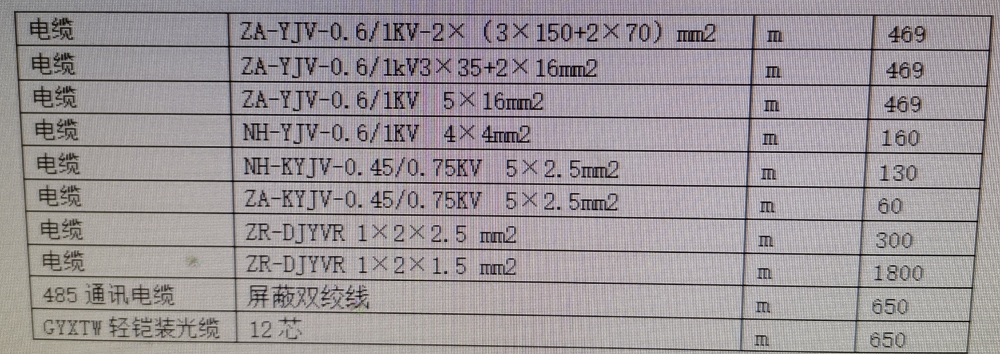 电缆 ZA-YJV-0.6/1KV-2×（3×150+2×70）mm2 m 469
电缆 ZA-YJV-0.6/1kV3×35+2×16mm2 m 469
电缆 ZA-YJV-0.6/1KV 5×16mm2 m 469
电缆 NH-YJV-0.6/1KV 4×4mm2 m 160
电缆 NH-KYJV-0.45/0.75KV 5×2.5mm2 m 130
电缆 ZA-KYJV-0.45/0.75KV 5×2.5mm2 m 60
电缆 ZR-DJYVR 1×2×2.5 mm2 m 300
电缆 ZR-DJYVR 1×2×1.5 mm2 m 1800
485 通讯电缆 屏蔽双绞线 m 650
GYXTW 轻铠装光缆 12 芯 m 650